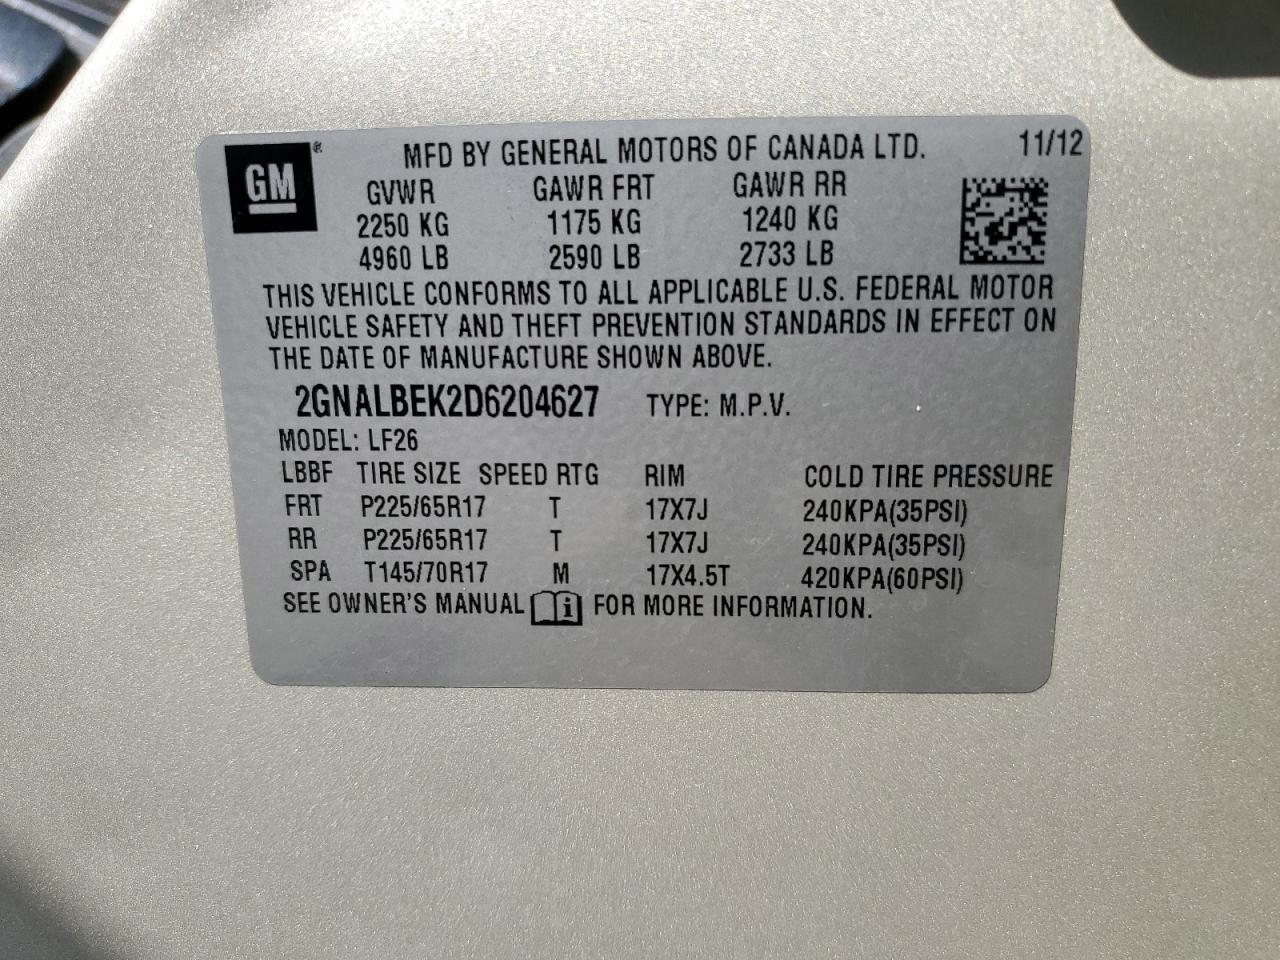 GM ® MFD BY GENERAL MOTORS OF CANADA LTD. 11/12
GVWR GAWR FRT GAWR RR
2250 KG 1175 KG 1240 KG
4960 LB 2590 LB 2733 LB
THIS VEHICLE CONFORMS TO ALL APPLICABLE U.S. FEDERAL MOTOR
VEHICLE SAFETY AND THEFT PREVENTION STANDARDS IN EFFECT ON
THE DATE OF MANUFACTURE SHOWN ABOVE.
2GNALBEK2D6204627 TYPE: M.P.V.
MODEL: LF26
LBBF TIRE SIZE SPEED RTG RIM COLD TIRE PRESSURE
FRT P225/65R17 T 17X7J 240KPA(35PSI)
RR P225/65R17 T 17X7J 240KPA(35PSI)
SPA T145/70R17 M 17X4.5T 420KPA(60PSI)
SEE OWNER'S MANUAL i FOR MORE INFORMATION.